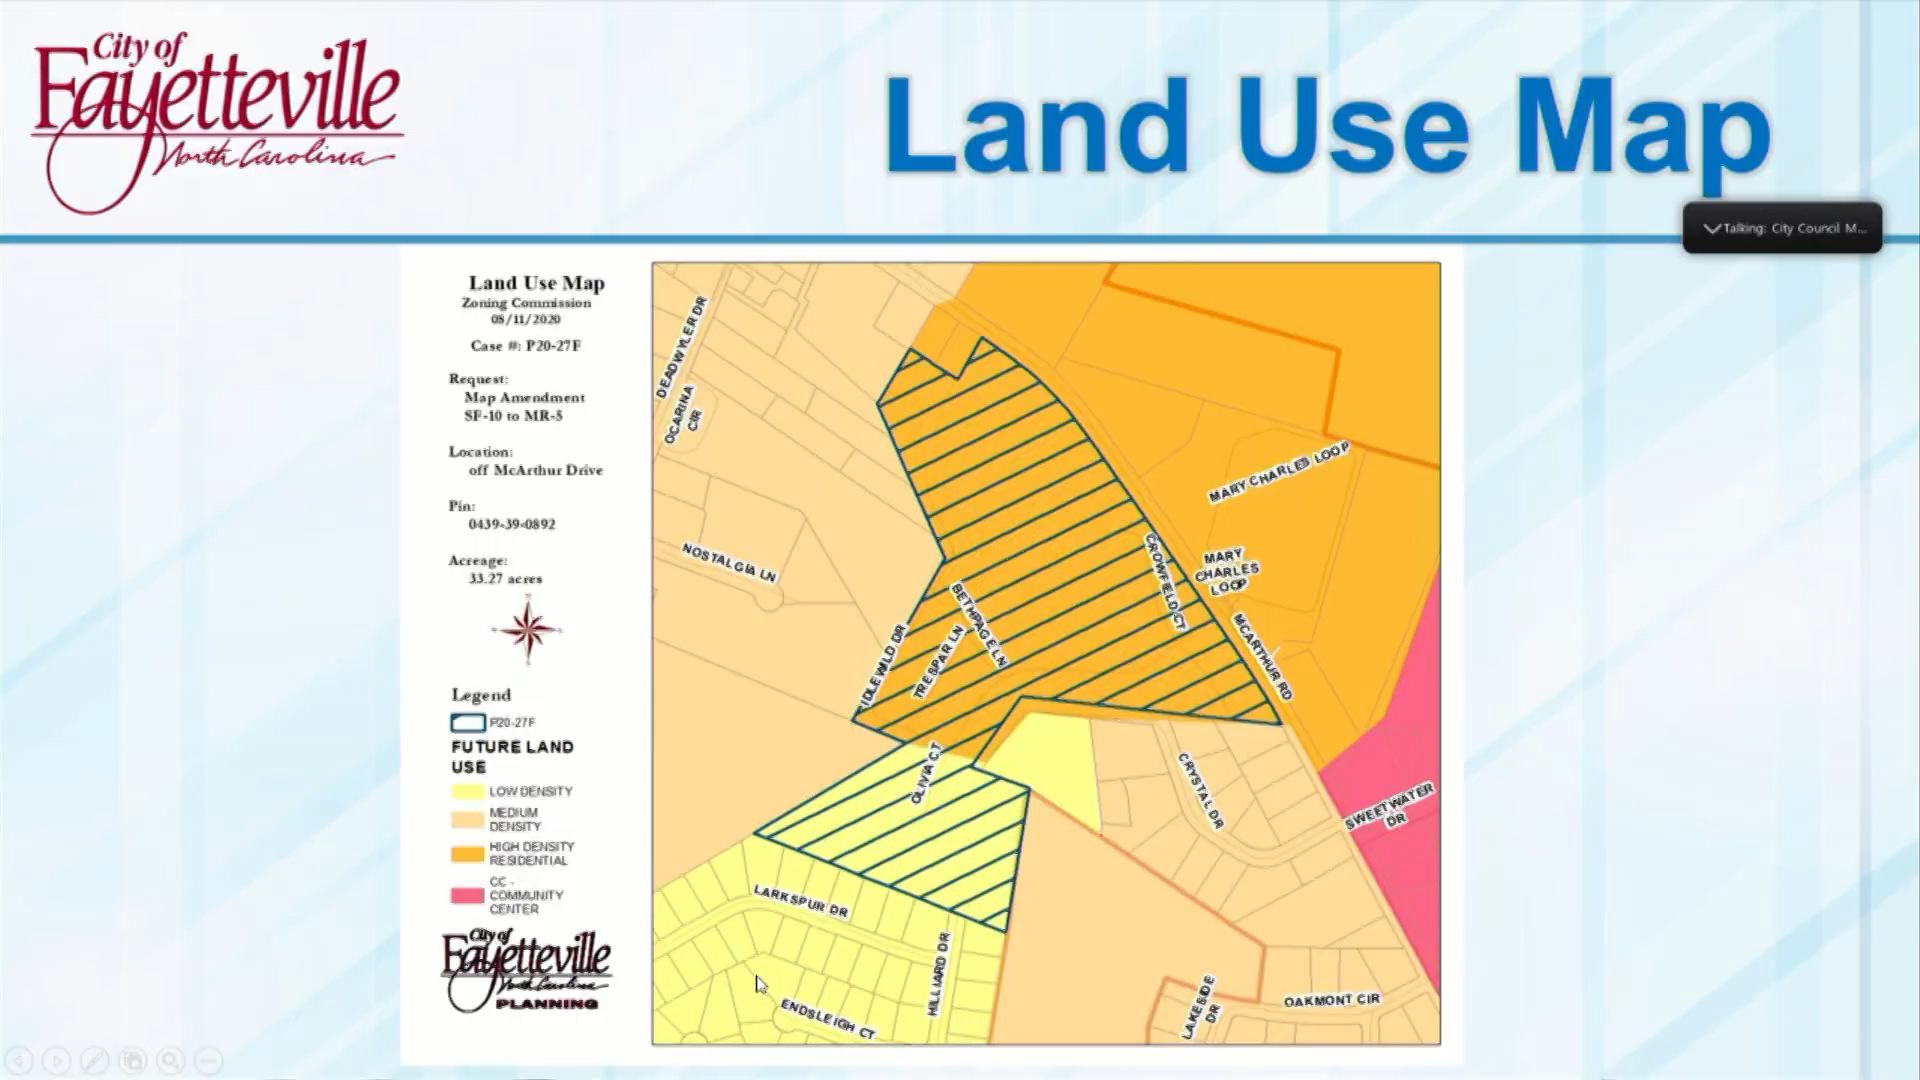 City of
Fayetteville
North Carolina
Land Use Map
Talking: City Council M...
Land Use Map
Zoning Commission
08/11/2020
Case #: P20-27F
Request:
Map Amendment
SF-10 to MR-5
Location:
off McArthur Drive
Pin:
0439-39-0892
Acreage:
33.27 acres
N
S
Legend
P20-27F
FUTURE LAND
USE
LOW DENSITY
MEDIUM
DENSITY
HIGH DENSITY
RESIDENTIAL
CC -
COMMUNITY
CENTER
City of
Fayetteville
North Carolina
PLANNING
DEADWYLER DR
OCARINA
CIR
MARY CHARLES LOOP
NOSTALGIA LN
CROWFIELD CT
MARY
CHARLES
LOOP
BETHPAGE LN
IDLEWILD DR
TRESPAR LN
MCARTHUR RD
OLIVIA CT
CRYSTAL DR
SWEETWATER
DR
LARKSPUR DR
HILLIARD DR
ENDSLEIGH CT
LAKESIDE
DR
OAKMONT CIR